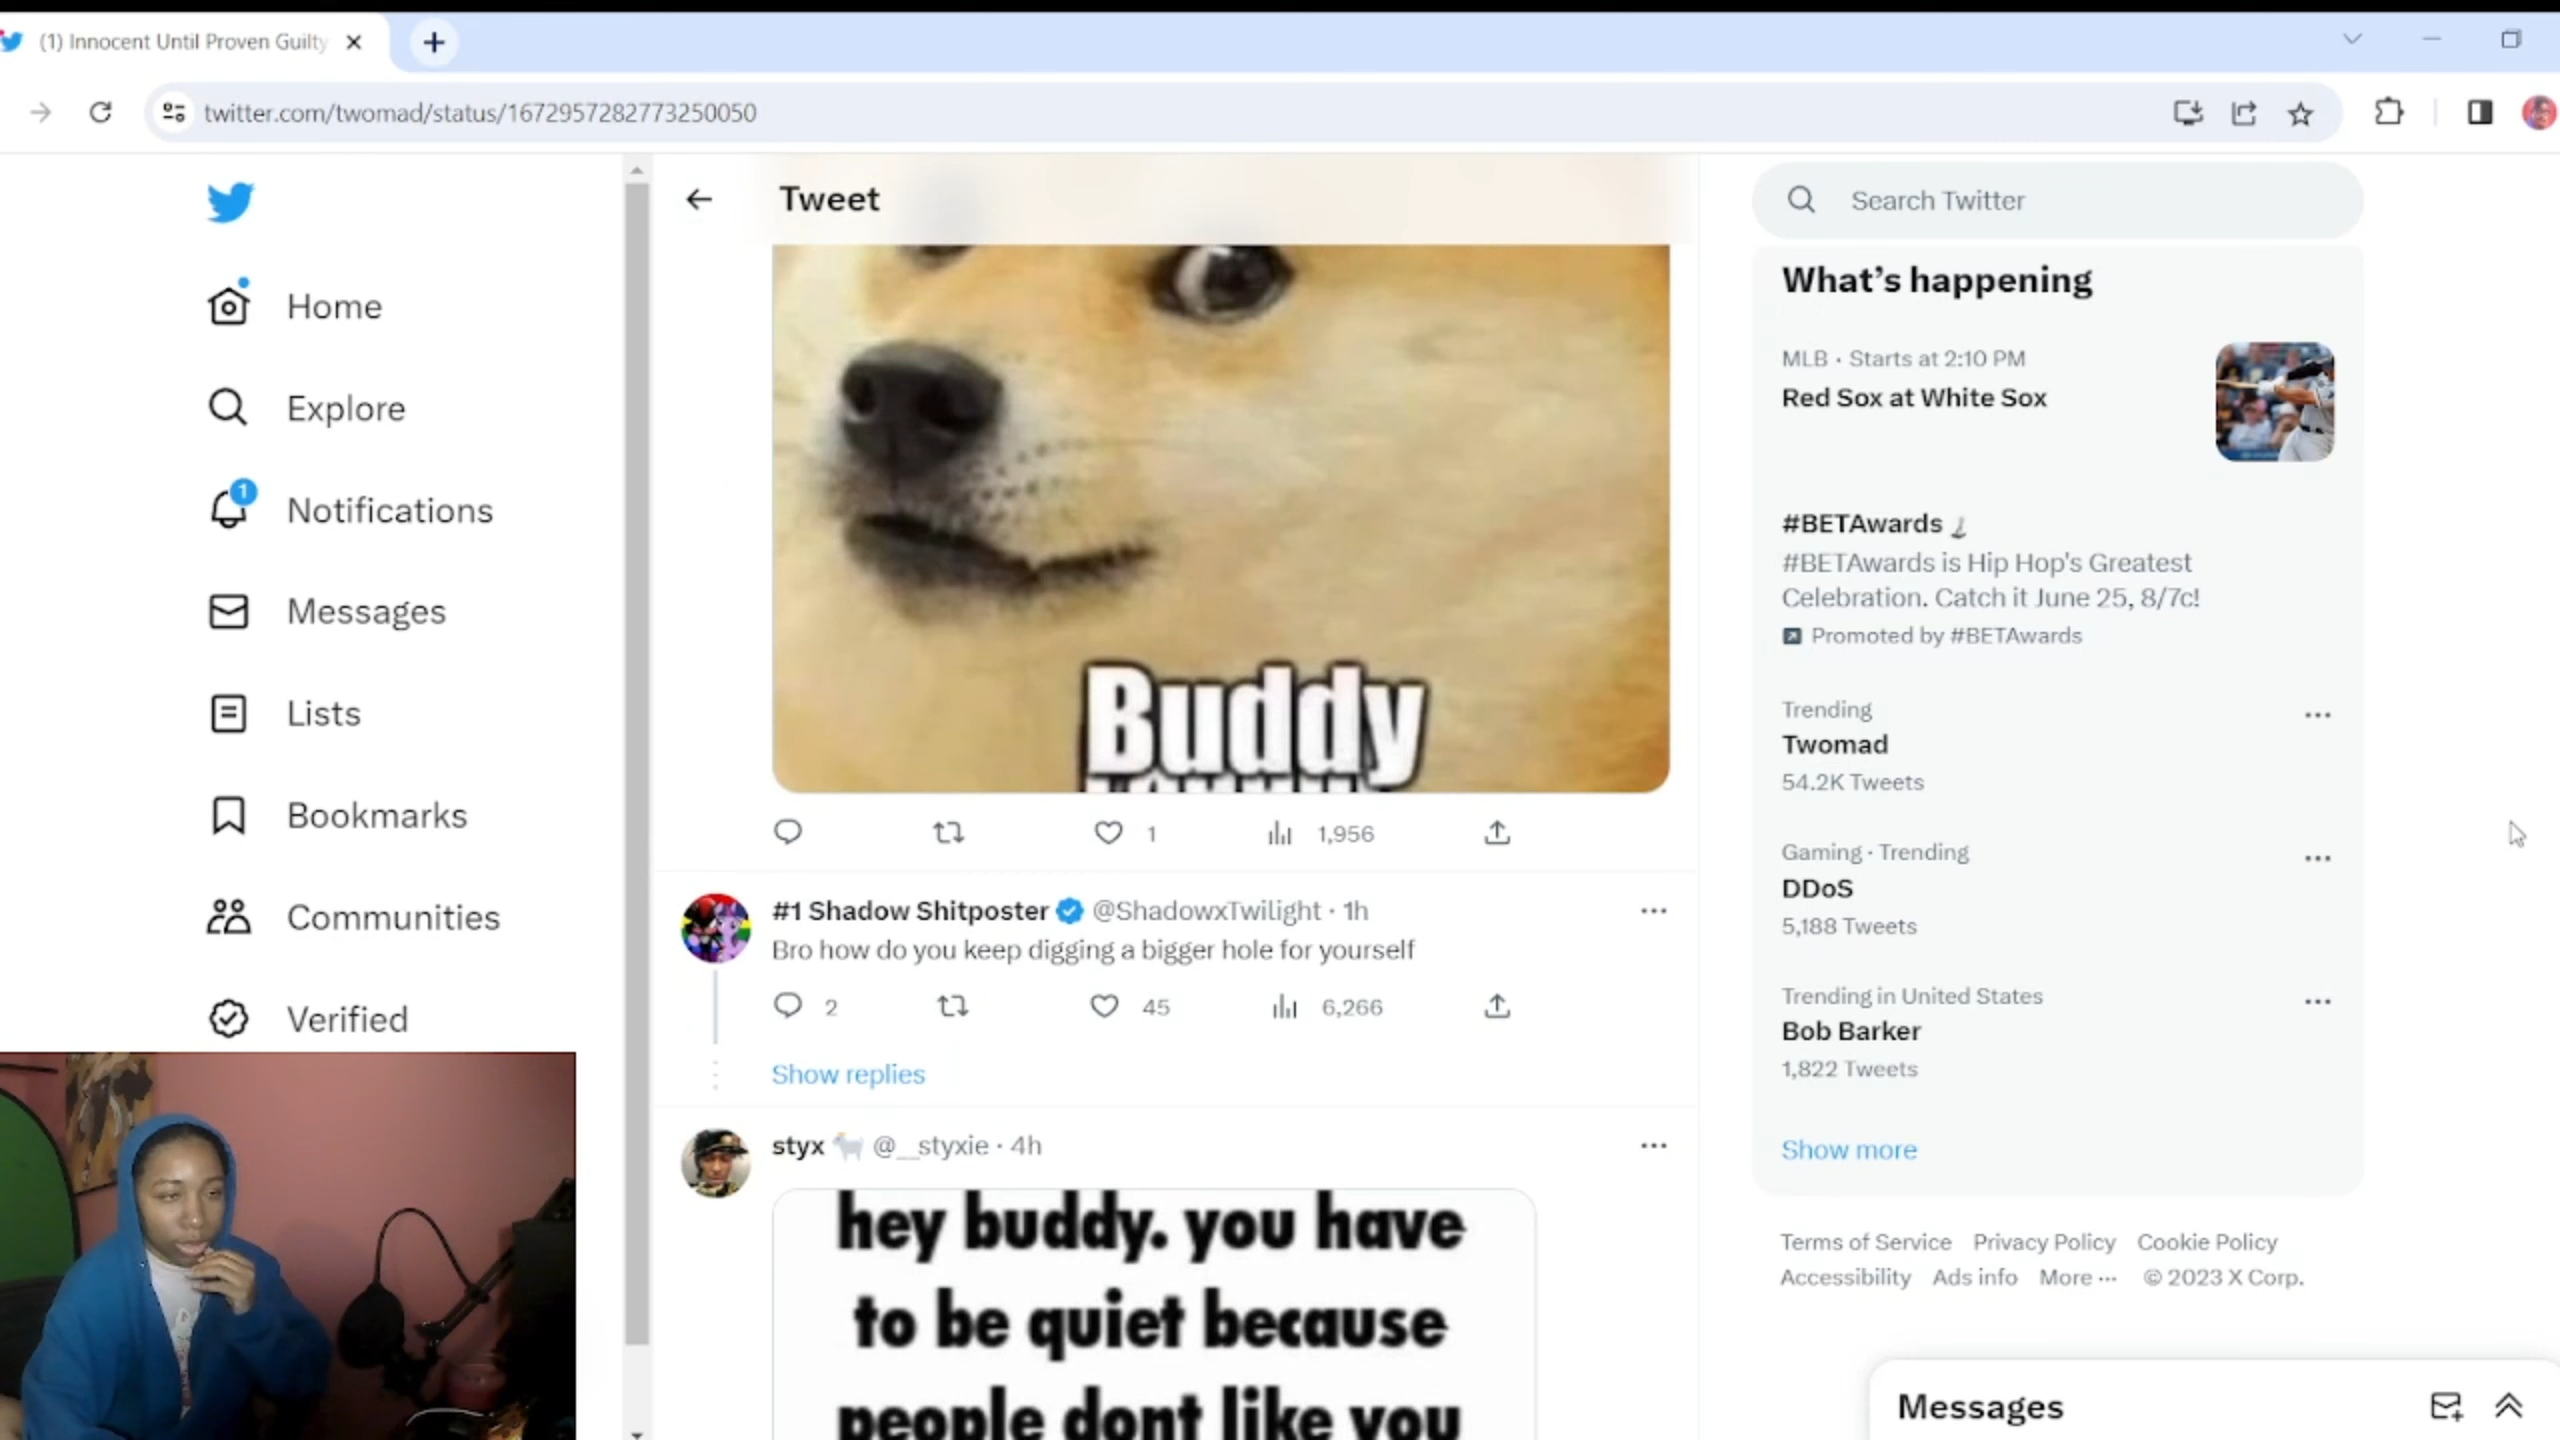 (1) Innocent Until Proven Guilty
twitter.com/twomad/status/1672957282773250050
Home
Explore
1
Notifications
Messages
Lists
Bookmarks
Communities
Verified
Tweet
Buddy
1
1,956
#1 Shadow Shitposter @ShadowxTwilight · 1h
Bro how do you keep digging a bigger hole for yourself
2
45
6,266
Show replies
styx @__styxie · 4h
hey buddy. you have
to be quiet because
people dont like you
Search Twitter
What's happening
MLB · Starts at 2:10 PM
Red Sox at White Sox
#BETAwards
#BETAwards is Hip Hop's Greatest
Celebration. Catch it June 25, 8/7c!
Promoted by #BETAwards
Trending
Twomad
54.2K Tweets
Gaming · Trending
DDoS
5,188 Tweets
Trending in United States
Bob Barker
1,822 Tweets
Show more
Terms of Service Privacy Policy Cookie Policy
Accessibility Ads info More ··· © 2023 X Corp.
Messages